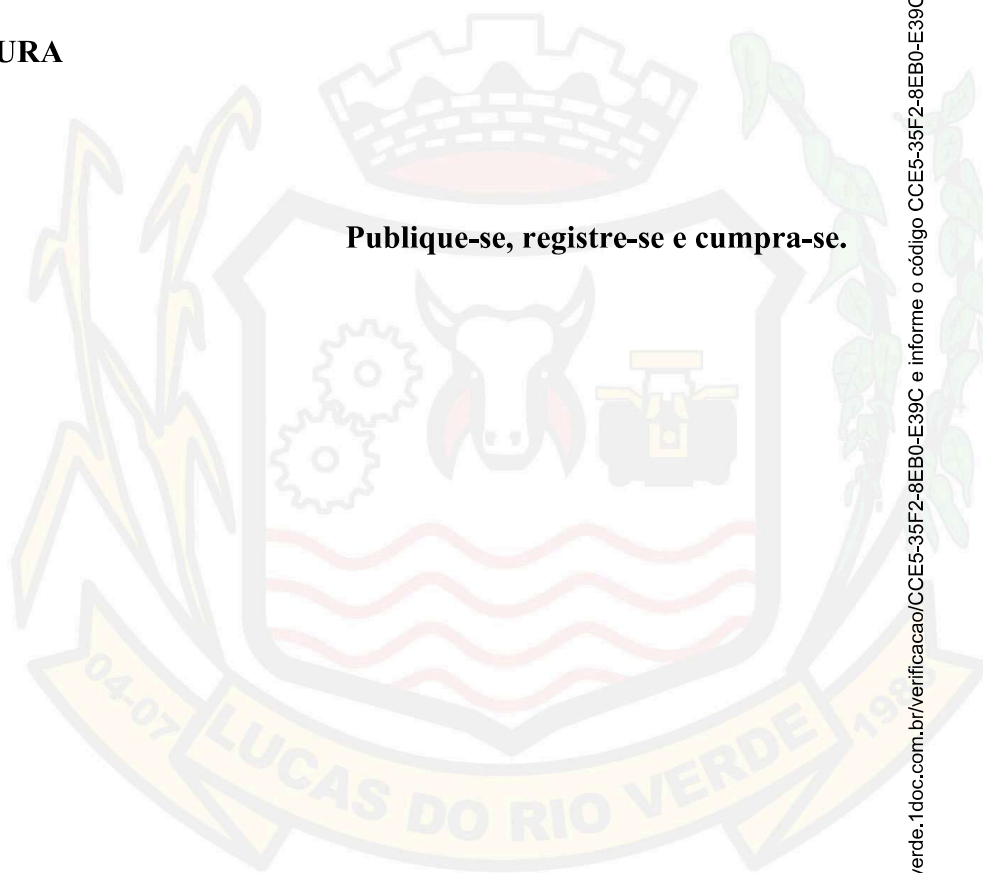 URA
Publique-se, registre-se e cumpra-se.
04-07
LUCAS DO RIO VERDE
verde.1doc.com.br/verificacao/CCE5-35F2-8EB0-E39C e informe o código CCE5-35F2-8EB0-E39C